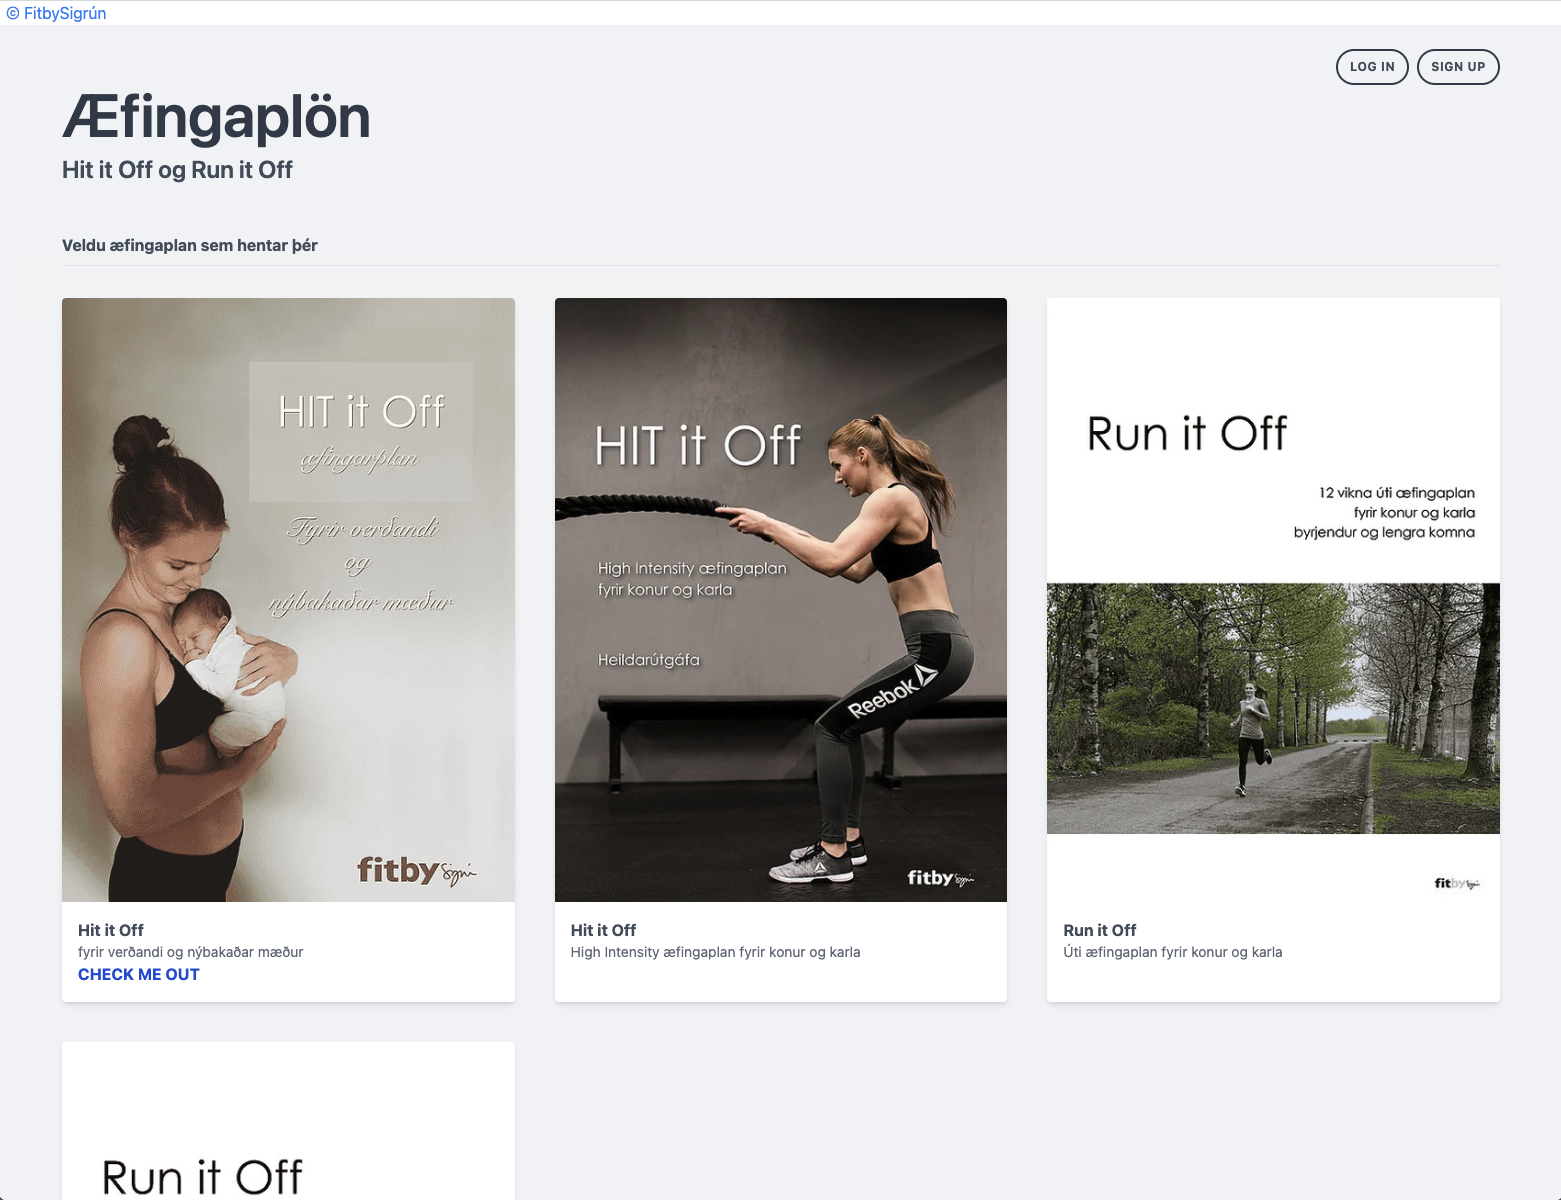 © FitbySigrún
LOG IN
SIGN UP
Æfingaplön
Hit it Off og Run it Off
Veldu æfingaplan sem hentar þér
HIT it Off
æfingarplan
Fyrir verðandi
og
nýbakaðar mæður
fitby Sigrún
Hit it Off
fyrir verðandi og nýbakaðar mæður
CHECK ME OUT
HIT it Off
High Intensity æfingaplan
fyrir konur og karla
Heildarútgáfa
Reebok
fitby Sigrún
Hit it Off
High Intensity æfingaplan fyrir konur og karla
Run it Off
12 vikna úti æfingaplan
fyrir konur og karla
byrjendur og lengra komna
fitby Sigrún
Run it Off
Úti æfingaplan fyrir konur og karla
Run it Off